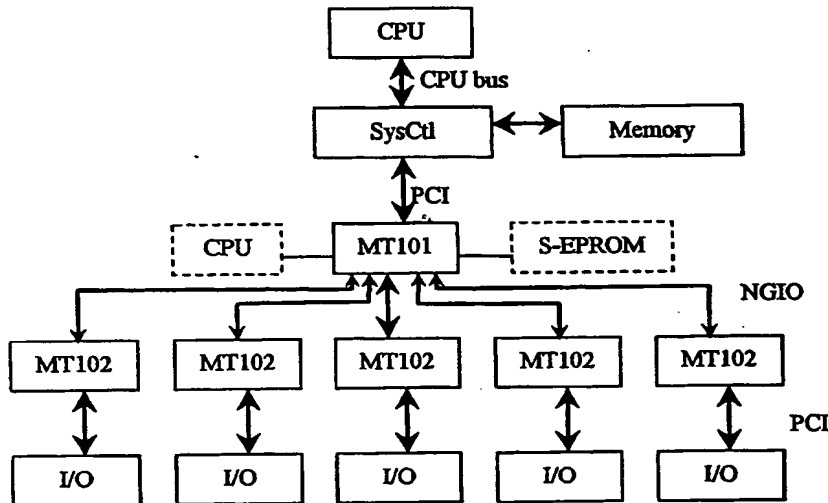 CPU
CPU bus
SysCtl
Memory
PCI
CPU
MT101
S-EPROM
NGIO
MT102
MT102
MT102
MT102
MT102
PCI
I/O
I/O
I/O
I/O
I/O